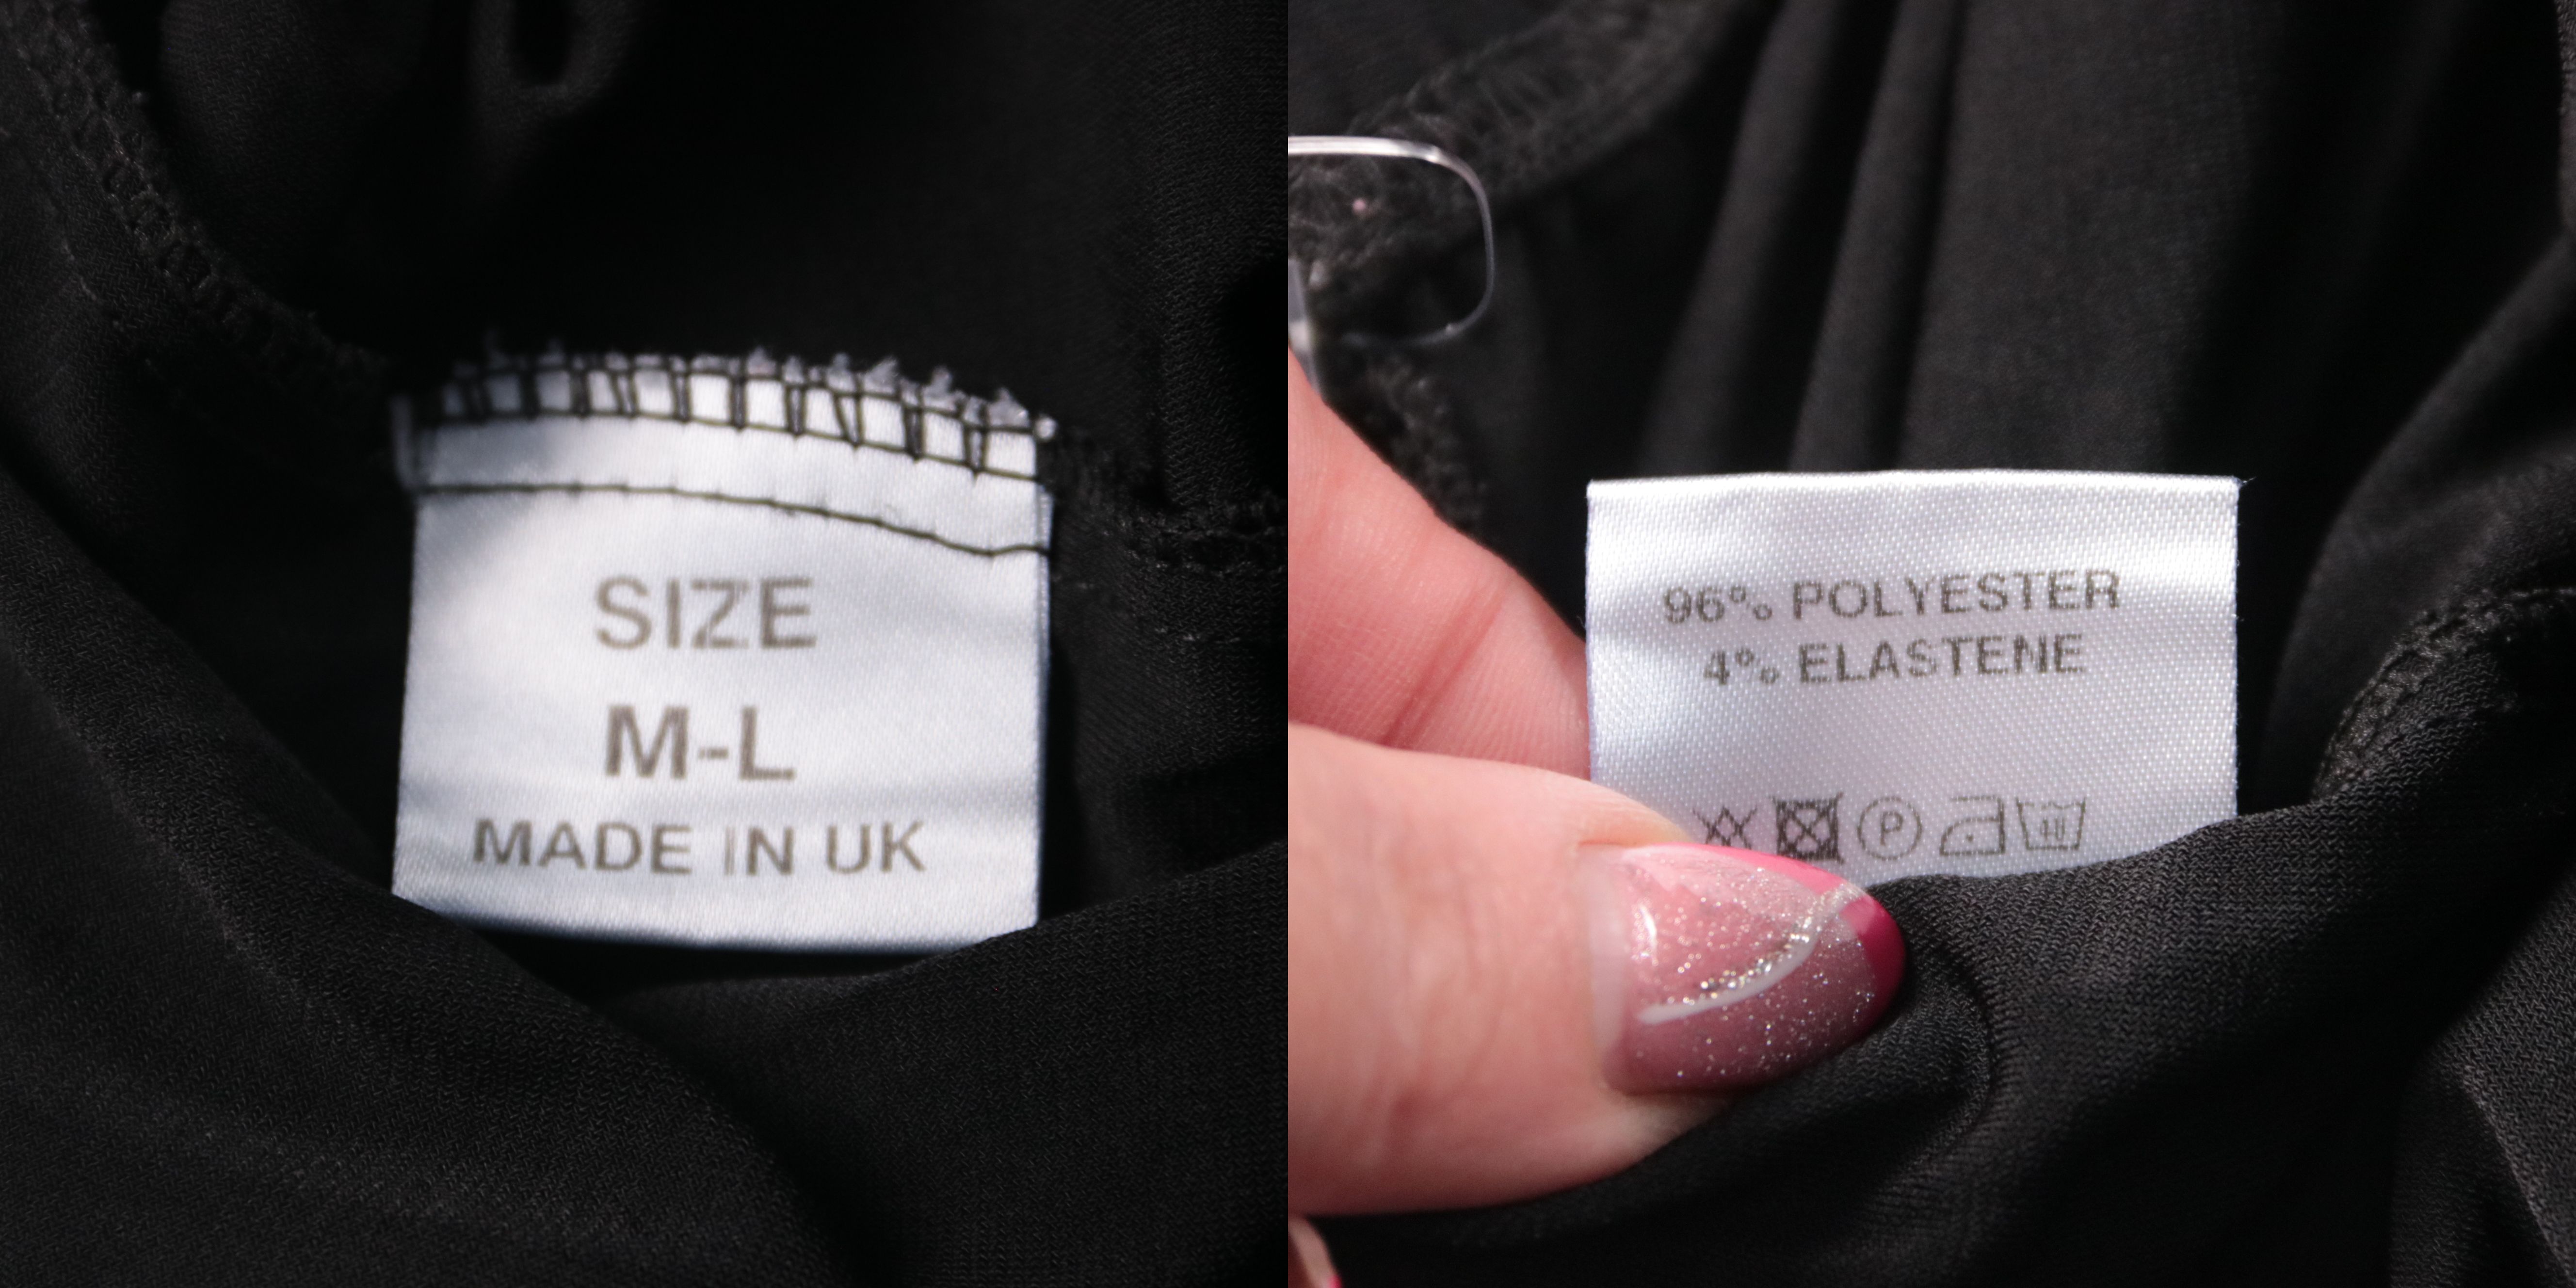 SIZE
M-L
MADE IN UK
96% POLYESTER
4% ELASTENE
P